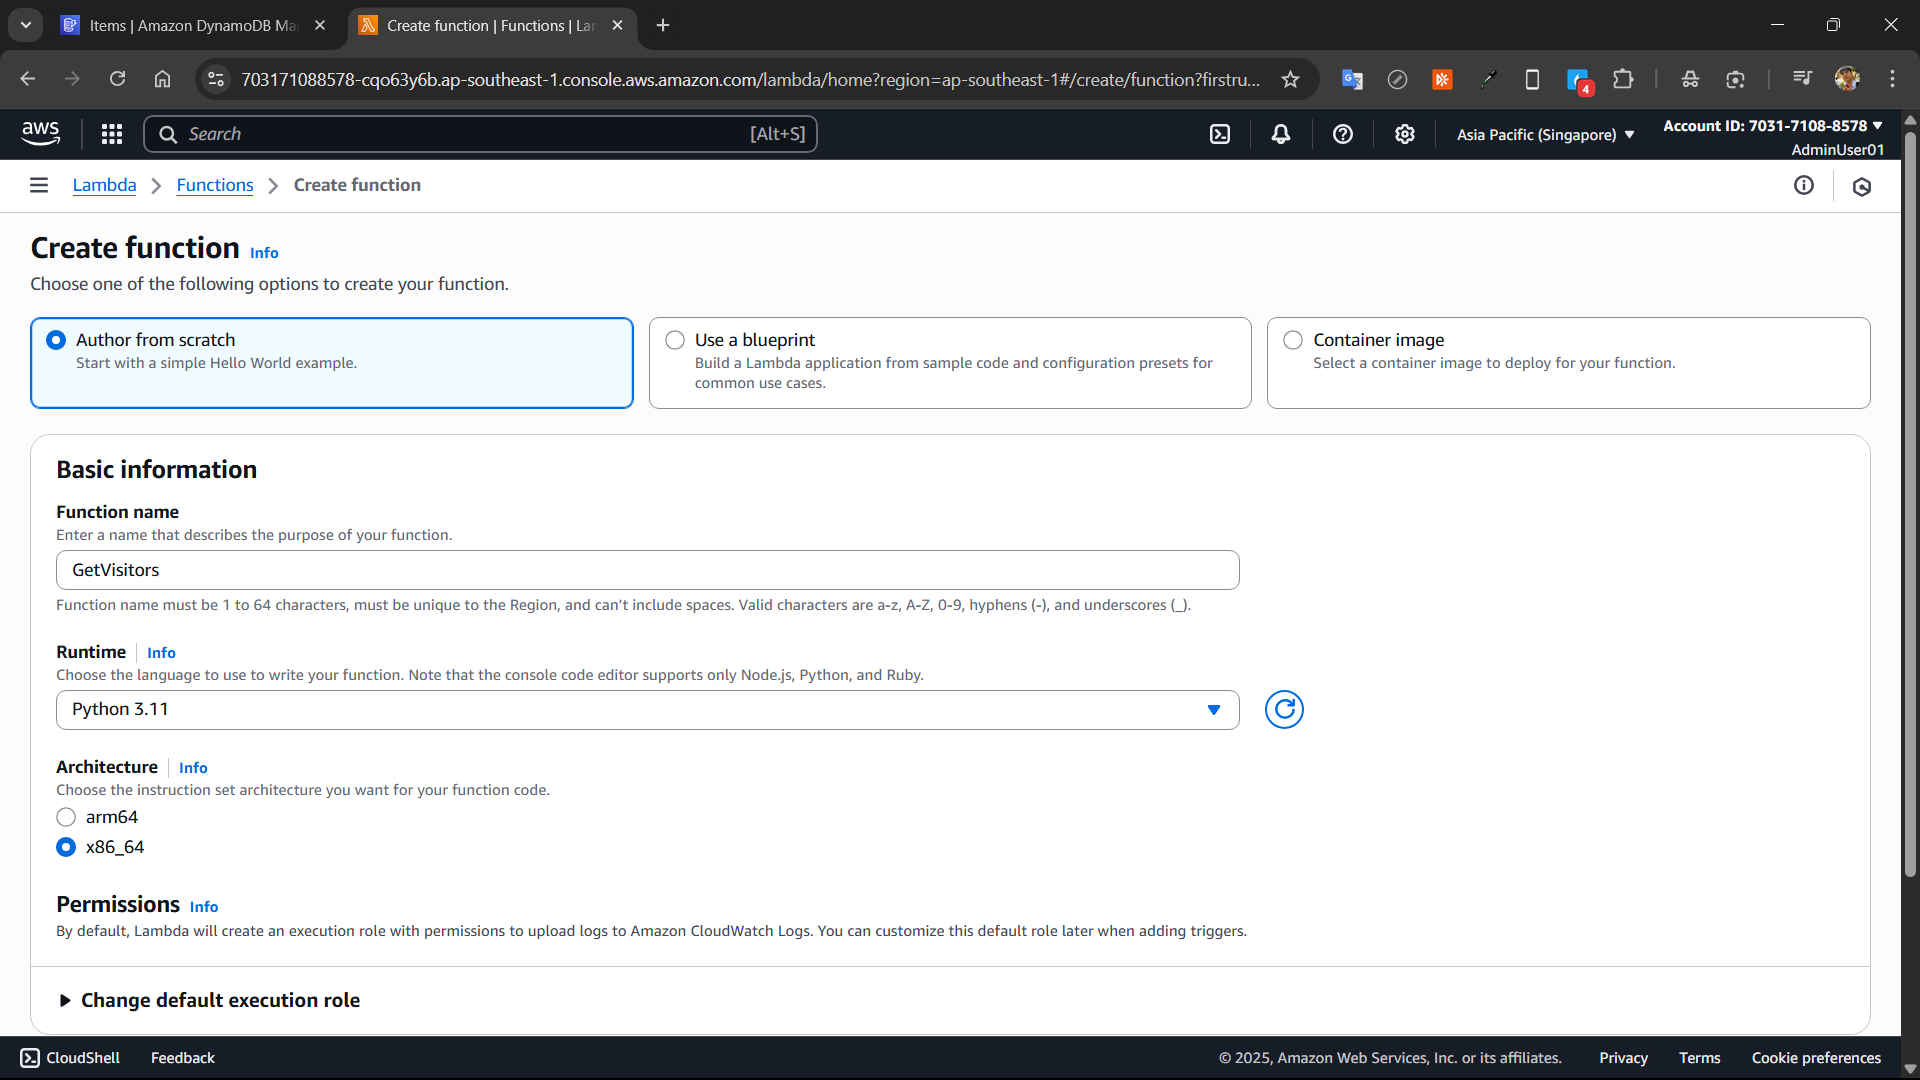 Items | Amazon DynamoDB Ma
Create function | Functions | La
703171088578-cqo63y6b.ap-southeast-1.console.aws.amazon.com/lambda/home?region=ap-southeast-1#/create/function?firstru...
4
aws
Search
[Alt+S]
Asia Pacific (Singapore)
Account ID: 7031-7108-8578
AdminUser01
Lambda
Functions
Create function
Create function Info
Choose one of the following options to create your function.
Author from scratch
Start with a simple Hello World example.
Use a blueprint
Build a Lambda application from sample code and configuration presets for
common use cases.
Container image
Select a container image to deploy for your function.
Basic information
Function name
Enter a name that describes the purpose of your function.
GetVisitors
Function name must be 1 to 64 characters, must be unique to the Region, and can't include spaces. Valid characters are a-z, A-Z, 0-9, hyphens (-), and underscores (_).
Runtime Info
Choose the language to use to write your function. Note that the console code editor supports only Node.js, Python, and Ruby.
Python 3.11
Architecture Info
Choose the instruction set architecture you want for your function code.
arm64
x86_64
Permissions Info
By default, Lambda will create an execution role with permissions to upload logs to Amazon CloudWatch Logs. You can customize this default role later when adding triggers.
Change default execution role
CloudShell
Feedback
© 2025, Amazon Web Services, Inc. or its affiliates.
Privacy
Terms
Cookie preferences